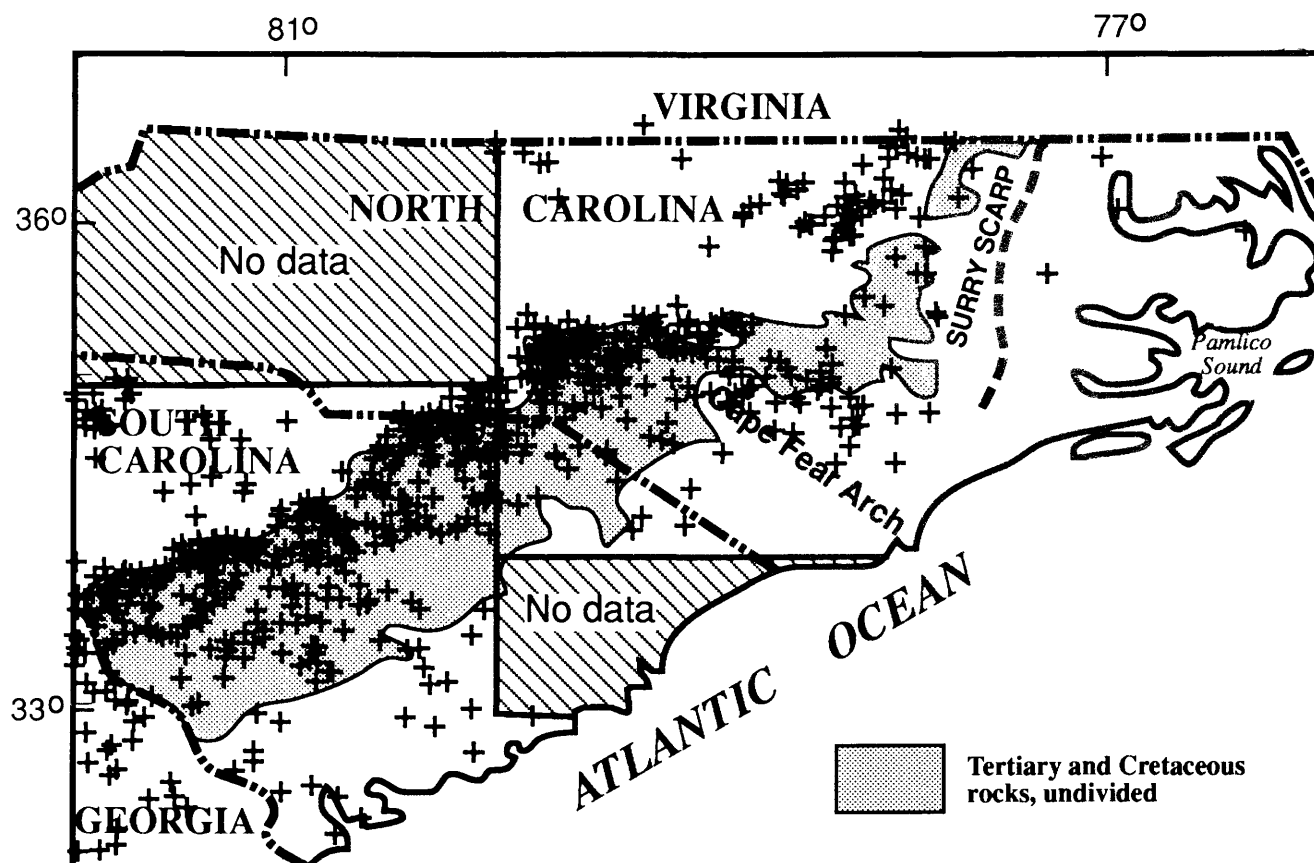 81º
77º
VIRGINIA
NORTH CAROLINA
36º
No data
SURRY SCARP
Pamlico
Sound
SOUTH
CAROLINA
Cape Fear Arch
No data
33º
ATLANTIC OCEAN
Tertiary and Cretaceous
rocks, undivided
GEORGIA